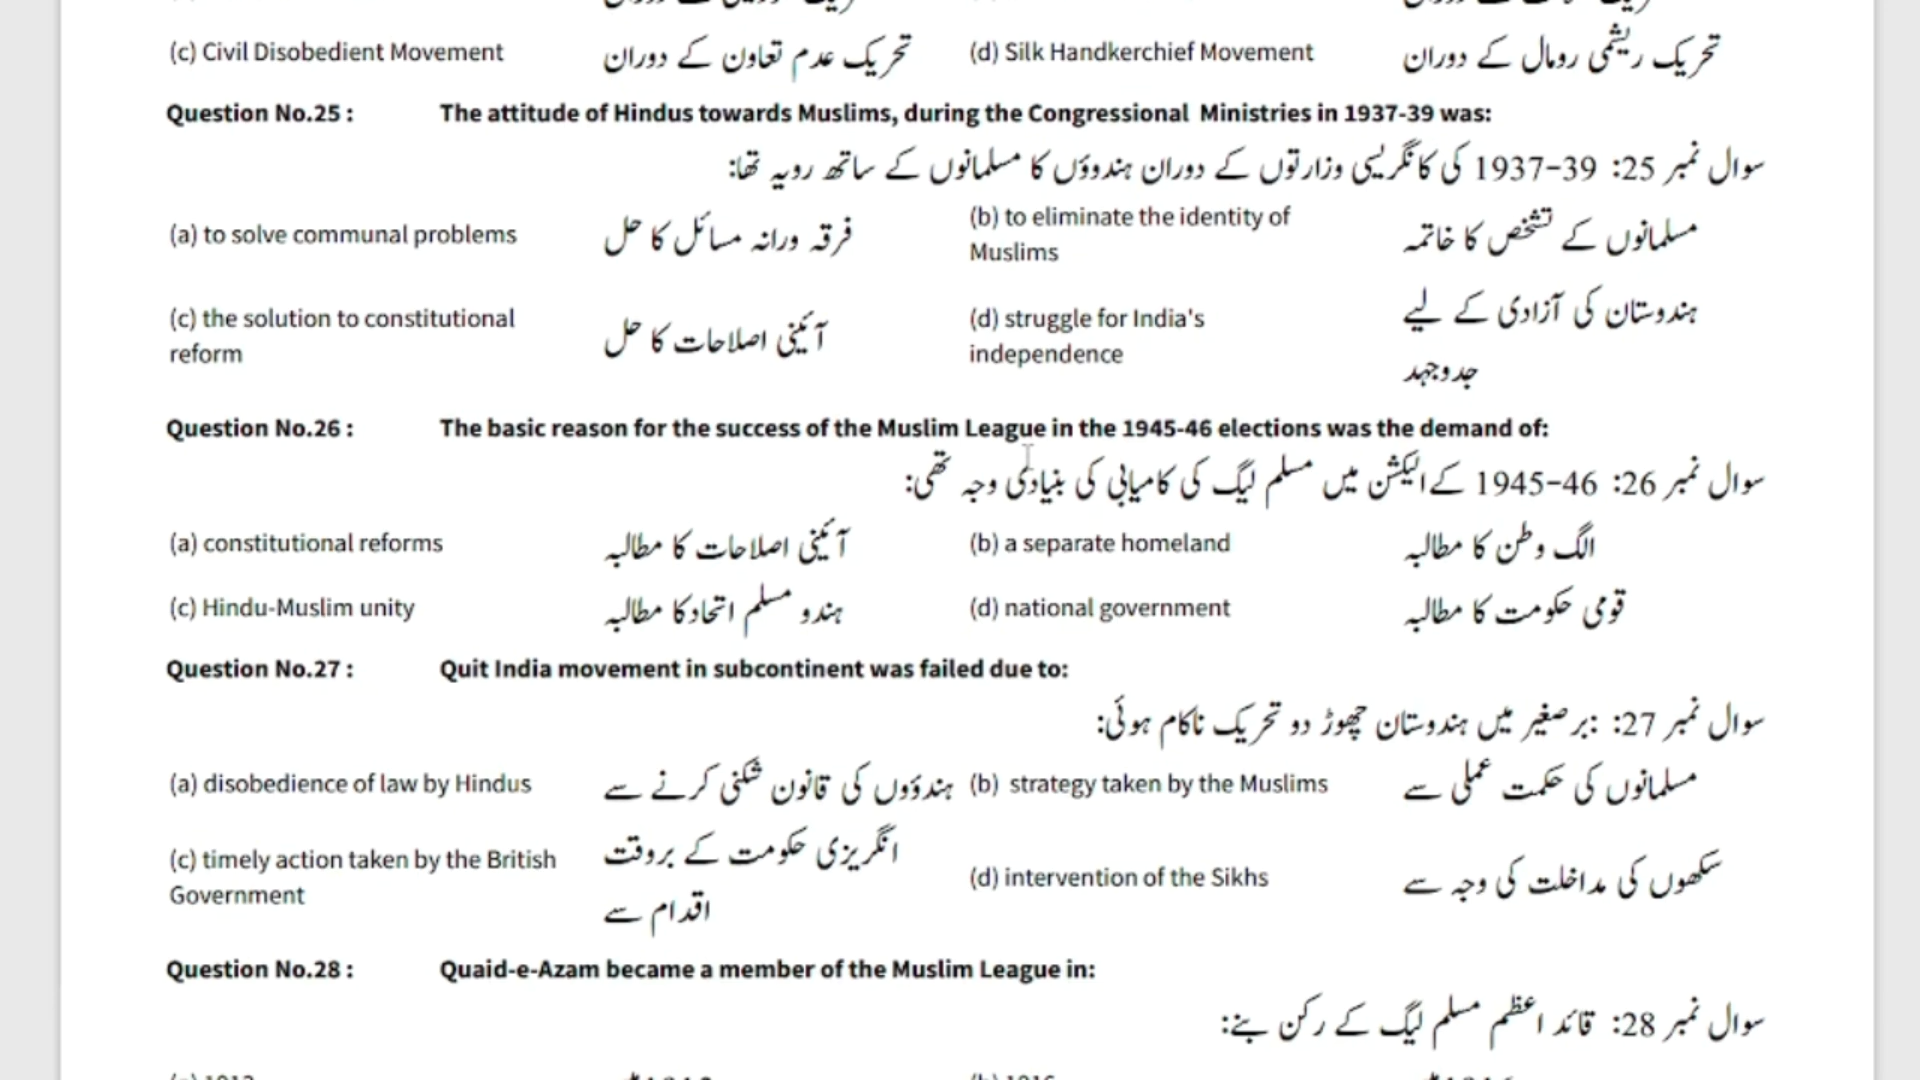 (c) Civil Disobedient Movement تحریک عدم تعاون کے دوران (d) Silk Handkerchief Movement تحریک ریشمی رومال کے دوران
Question No.25 : The attitude of Hindus towards Muslims, during the Congressional Ministries in 1937-39 was:
سوال نمبر 25: 1937-39 کی کانگریسی وزارتوں کے دوران ہندوؤں کا مسلمانوں کے ساتھ رویہ تھا:
(a) to solve communal problems فرقہ ورانہ مسائل کا حل (b) to eliminate the identity of
Muslims مسلمانوں کے تشخص کا خاتمہ
(c) the solution to constitutional
reform آئینی اصلاحات کا حل (d) struggle for India's
independence ہندوستان کی آزادی کے لیے
جدوجہد
Question No.26 : The basic reason for the success of the Muslim League in the 1945-46 elections was the demand of:
سوال نمبر 26: 1945-46 کے الیکشن میں مسلم لیگ کی کامیابی کی بنیادی وجہ تھی:
(a) constitutional reforms آئینی اصلاحات کا مطالبہ (b) a separate homeland الگ وطن کا مطالبہ
(c) Hindu-Muslim unity ہندو مسلم اتحاد کا مطالبہ (d) national government قومی حکومت کا مطالبہ
Question No.27 : Quit India movement in subcontinent was failed due to:
سوال نمبر 27: :برصغیر میں ہندوستان چھوڑ دو تحریک ناکام ہوئی:
(a) disobedience of law by Hindus ہندؤوں کی قانون شکنی کرنے سے (b) strategy taken by the Muslims مسلمانوں کی حکمت عملی سے
(c) timely action taken by the British
Government انگریزی حکومت کے بروقت
اقدام سے (d) intervention of the Sikhs سکھوں کی مداخلت کی وجہ سے
Question No.28 : Quaid-e-Azam became a member of the Muslim League in:
سوال نمبر 28: قائد اعظم مسلم لیگ کے رکن بنے: